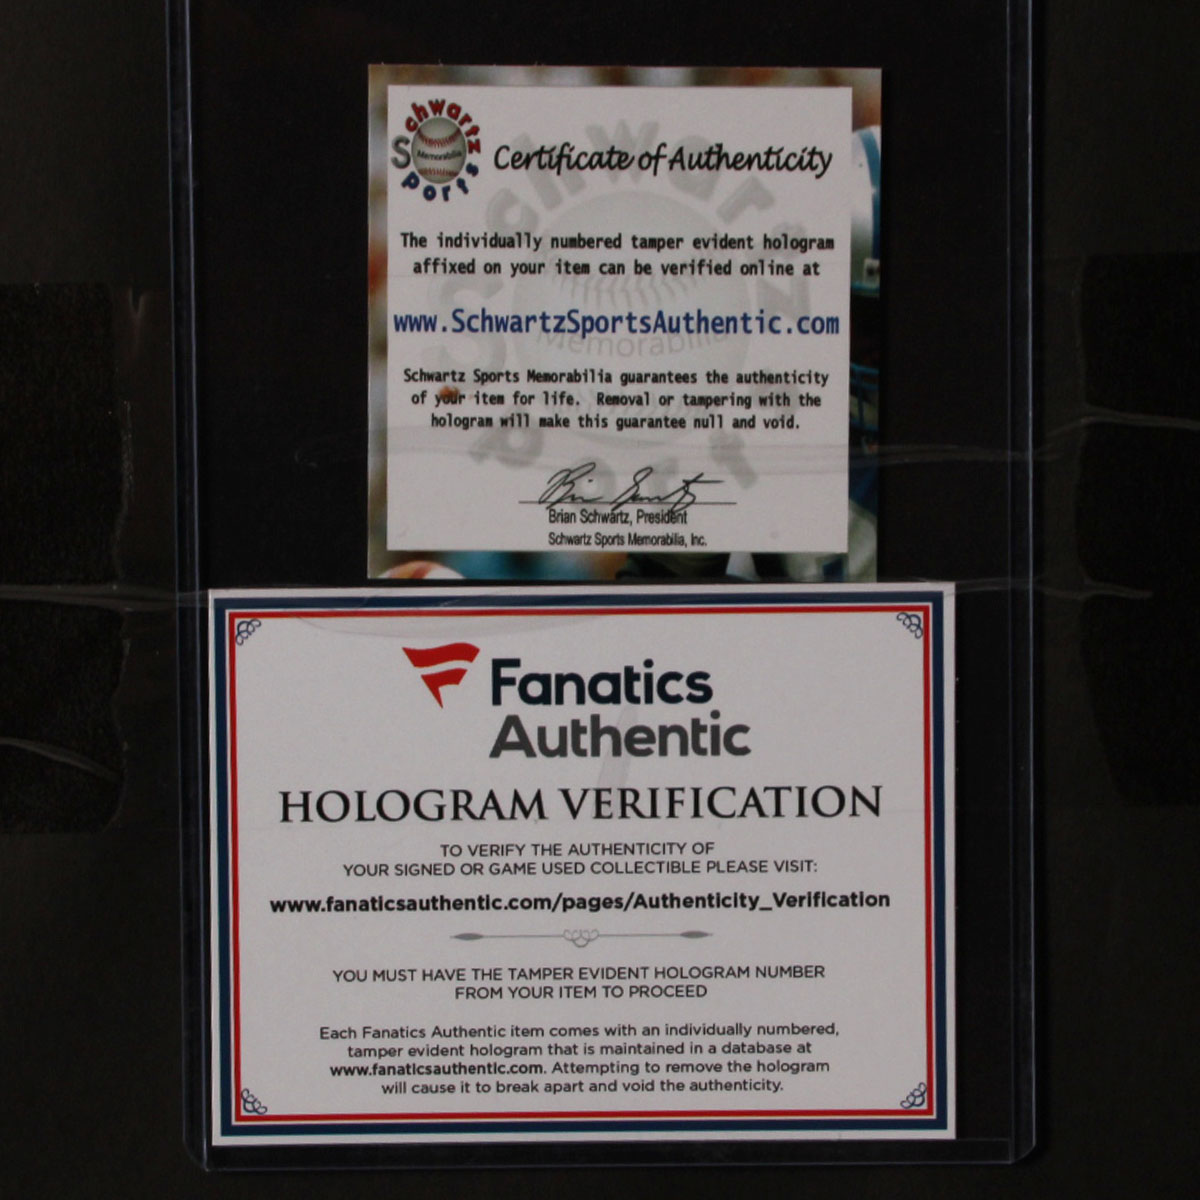 Schwartz
Sports
Memorabilia
Certificate of Authenticity
The individually numbered tamper evident hologram
affixed on your item can be verified online at
www.SchwartzSportsAuthentic.com
Schwartz Sports Memorabilia guarantees the authenticity
of your item for life. Removal or tampering with the
hologram will make this guarantee null and void.
Brian Schwartz, President
Schwartz Sports Memorabilia, Inc.
Fanatics
Authentic
HOLOGRAM VERIFICATION
TO VERIFY THE AUTHENTICITY OF
YOUR SIGNED OR GAME USED COLLECTIBLE PLEASE VISIT:
www.fanaticsauthentic.com/pages/Authenticity_Verification
YOU MUST HAVE THE TAMPER EVIDENT HOLOGRAM NUMBER
FROM YOUR ITEM TO PROCEED
Each Fanatics Authentic item comes with an individually numbered,
tamper evident hologram that is maintained in a database at
www.fanaticsauthentic.com. Attempting to remove the hologram
will cause it to break apart and void the authenticity.